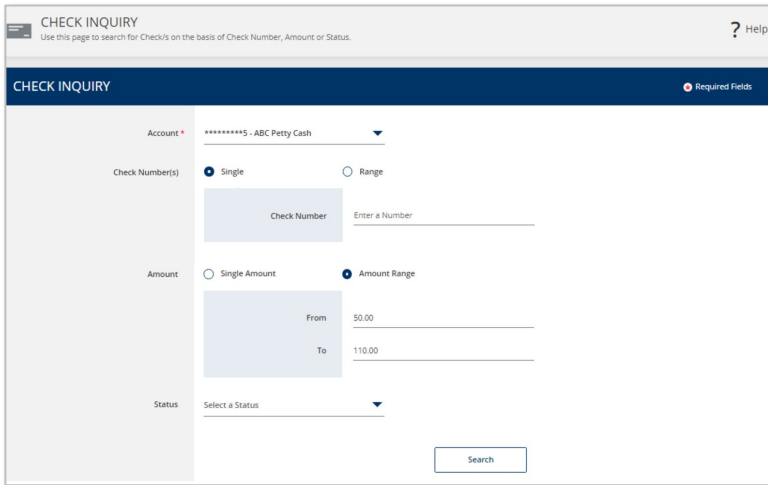 CHECK INQUIRY
Use this page to search for Check/s on the basis of Check Number, Amount or Status.
? Help
CHECK INQUIRY
* Required Fields
Account * *********5 - ABC Petty Cash
Check Number(s) Single Range
Check Number Enter a Number
Amount Single Amount Amount Range
From 50.00
To 110.00
Status Select a Status
Search